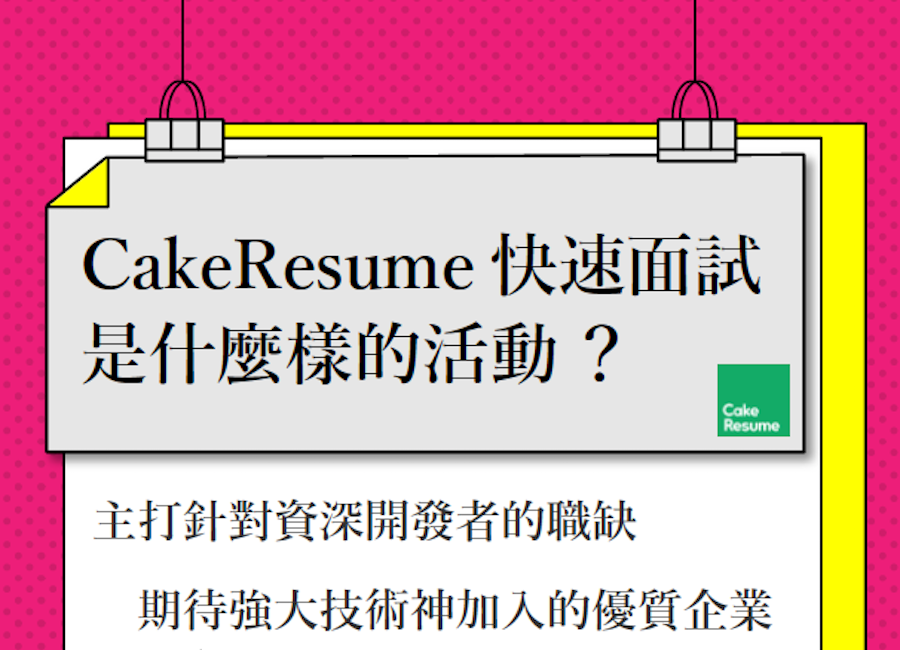 CakeResume 快速面試
是什麼樣的活動？
Cake
Resume
主打針對資深開發者的職缺
期待強大技術神加入的優質企業